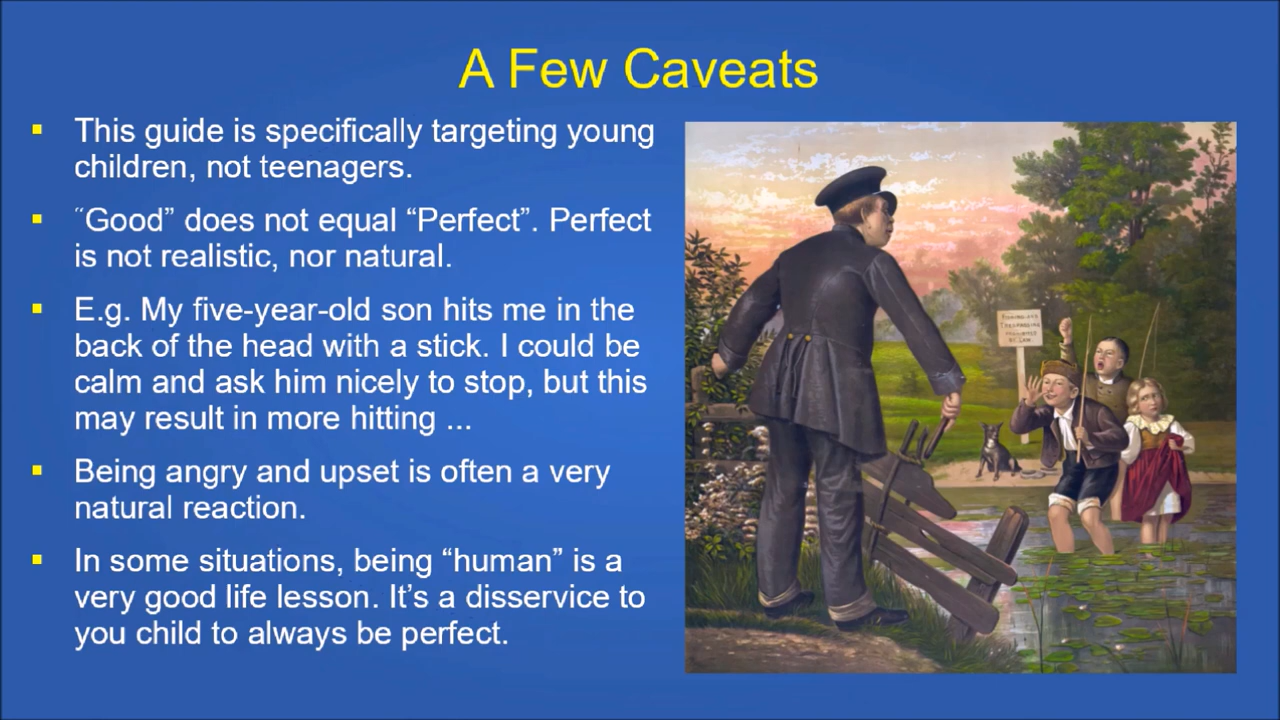 A Few Caveats
▪ This guide is specifically targeting young
children, not teenagers.
▪ ˝Good” does not equal “Perfect”. Perfect
is not realistic, nor natural.
▪ E.g. My five-year-old son hits me in the
back of the head with a stick. I could be
calm and ask him nicely to stop, but this
may result in more hitting ...
▪ Being angry and upset is often a very
natural reaction.
▪ In some situations, being “human” is a
very good life lesson. It’s a disservice to
you child to always be perfect.
TRESPASSING
BY LAW.